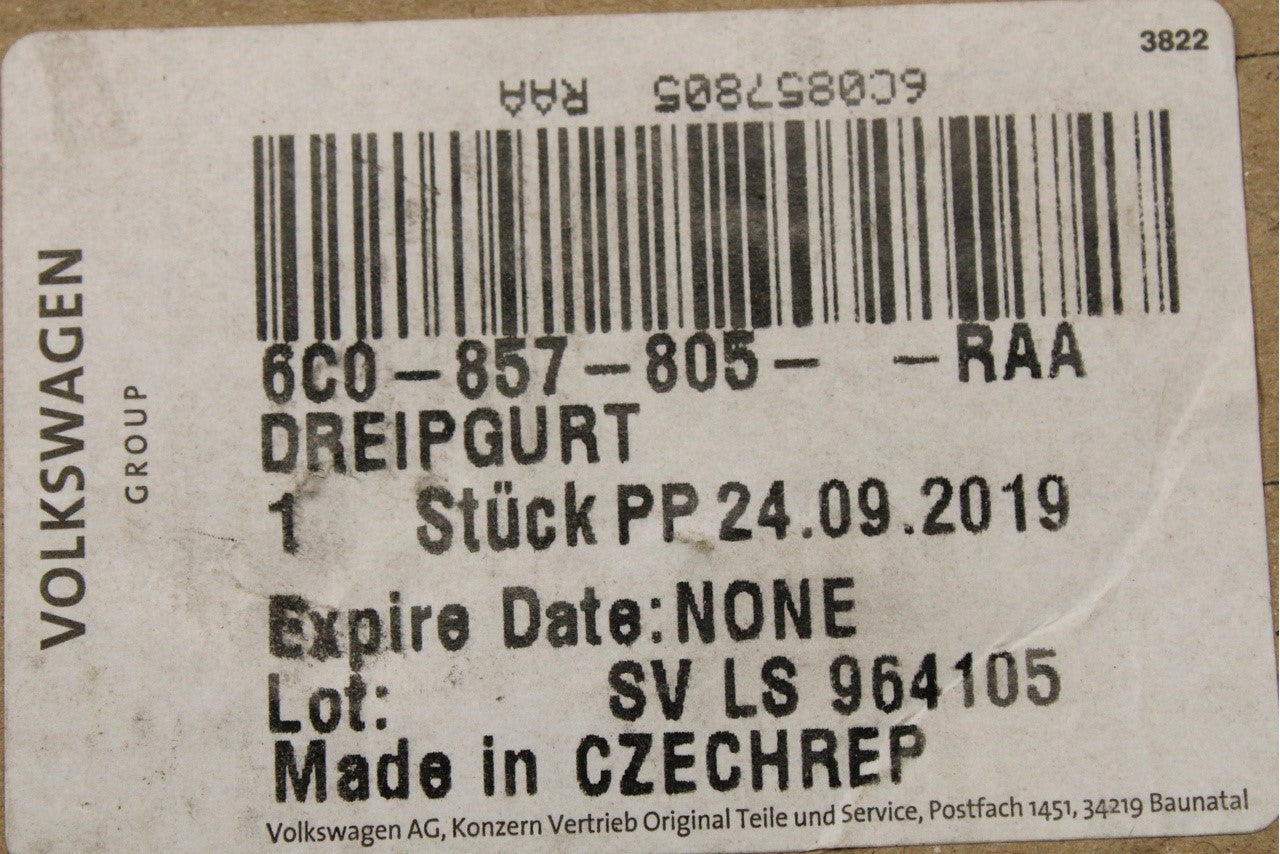 3822
6C0857805 RAA
6C0-857-805- -RAA
DREIPGURT
1 Stück PP 24.09.2019
Expire Date:NONE
Lot: SV LS 964105
Made in CZECHREP
Volkswagen AG, Konzern Vertrieb Original Teile und Service, Postfach 1451, 34219 Baunatal
VOLKSWAGEN
GROUP